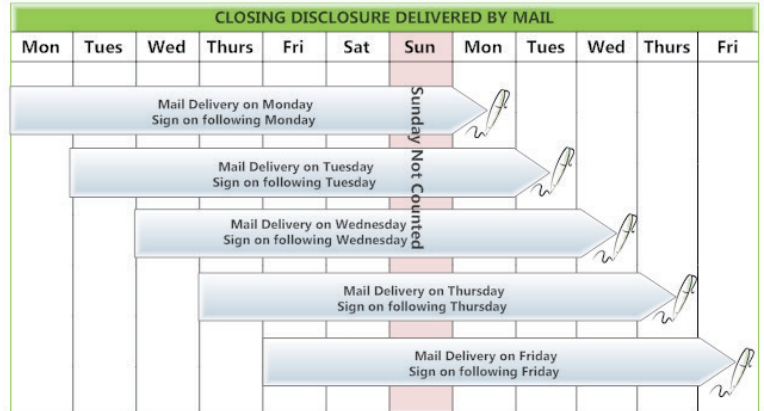 CLOSING DISCLOSURE DELIVERED BY MAIL
Mon Tues Wed Thurs Fri Sat Sun Mon Tues Wed Thurs Fri
Mail Delivery on Monday
Sign on following Monday
Sunday Not Counted
Mail Delivery on Tuesday
Sign on following Tuesday
Mail Delivery on Wednesday
Sign on following Wednesday
Mail Delivery on Thursday
Sign on following Thursday
Mail Delivery on Friday
Sign on following Friday